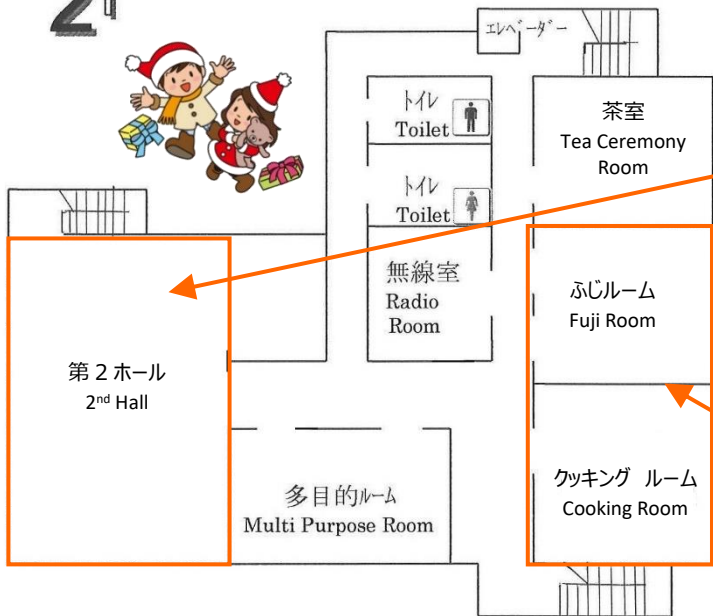 2
エレベーター
トイレ
Toilet
トイレ
Toilet
茶室
Tea Ceremony
Room
無線室
Radio
Room
ふじルーム
Fuji Room
第２ホール
2nd Hall
多目的ルーム
Multi Purpose Room
クッキング ルーム
Cooking Room